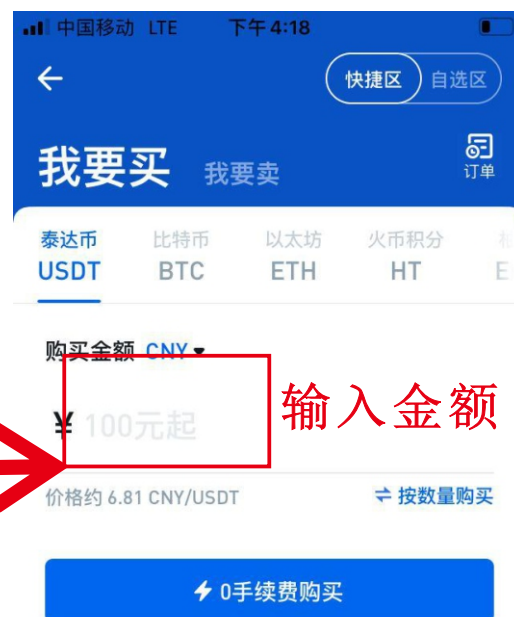 中国移动 LTE 下午4:18
快捷区 自选区
我要买 我要卖
订单
泰达币 比特币 以太坊 火币积分
USDT BTC ETH HT E
购买金额 CNY
输入金额
¥ 100元起
价格约 6.81 CNY/USDT 按数量购买
0手续费购买